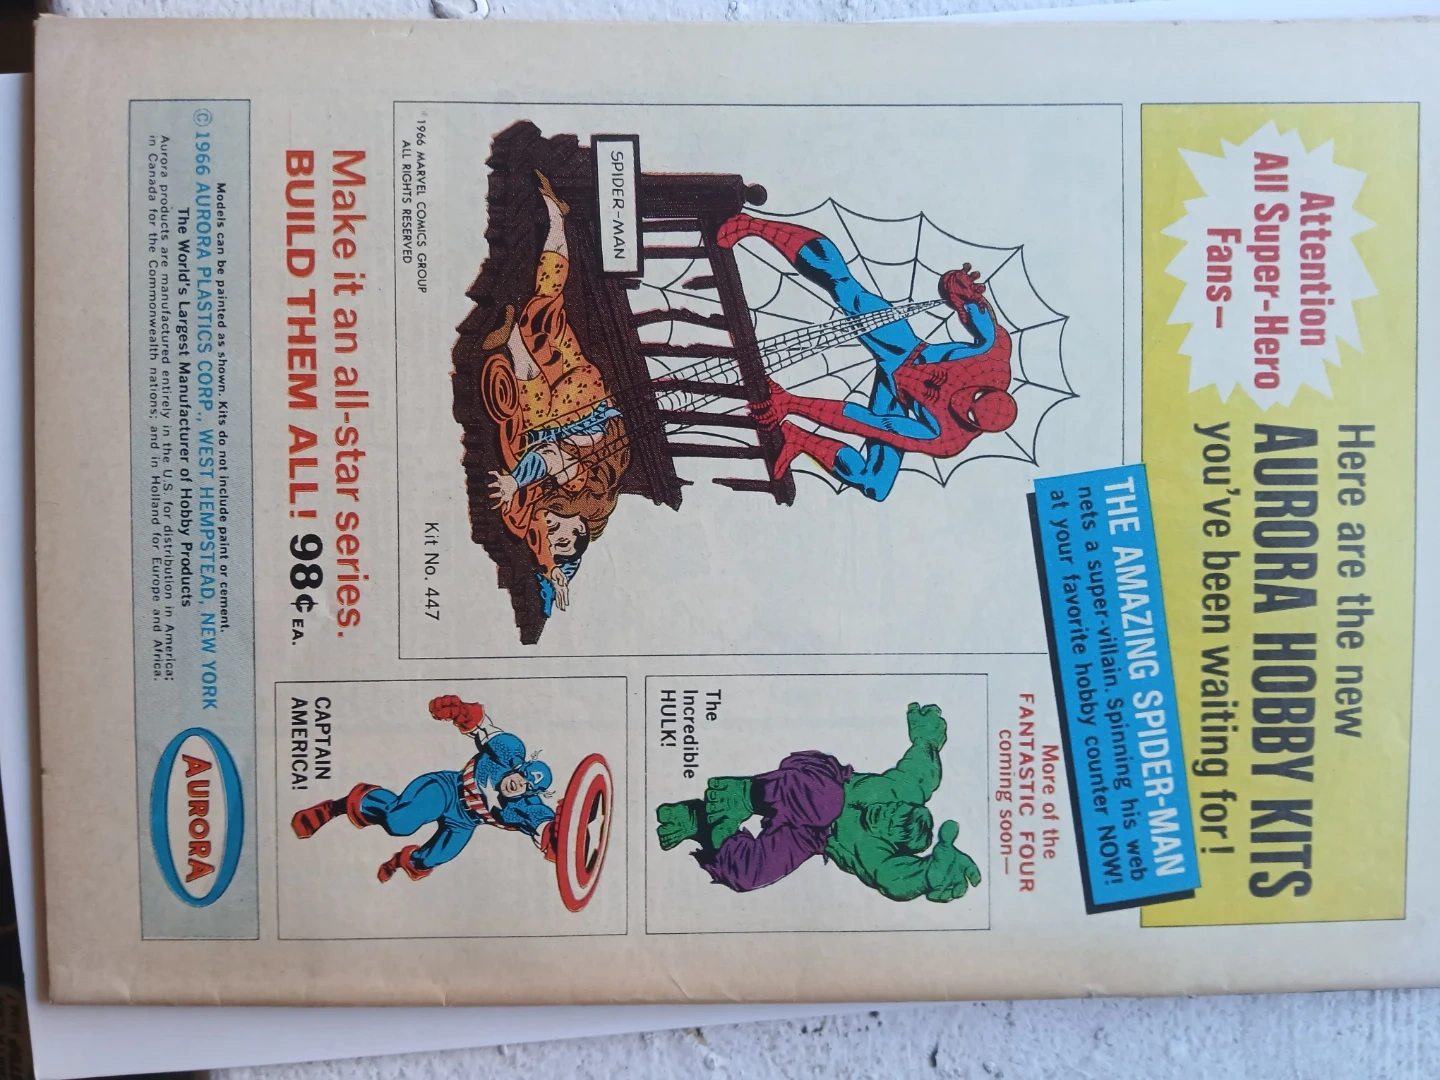 Attention
All Super-Hero
Fans—
Here are the new
AURORA HOBBY KITS
you've been waiting for!
THE AMAZING SPIDER-MAN
nets a super-villain. Spinning his web
at your favorite hobby counter NOW!
More of the
FANTASTIC FOUR
coming soon—
SPIDER-MAN
1966 MARVEL COMICS GROUP
ALL RIGHTS RESERVED
Kit No. 447
The
Incredible
HULK!
CAPTAIN
AMERICA!
Make it an all-star series.
BUILD THEM ALL! 98¢ EA.
Models can be painted as shown. Kits do not include paint or cement.
© 1966 AURORA PLASTICS CORP., WEST HEMPSTEAD, NEW YORK
The World's Largest Manufacturer of Hobby Products
Aurora products are manufactured entirely in the U.S. for distribution in America;
in Canada for the Commonwealth nations; and in Holland for Europe and Africa.
AURORA